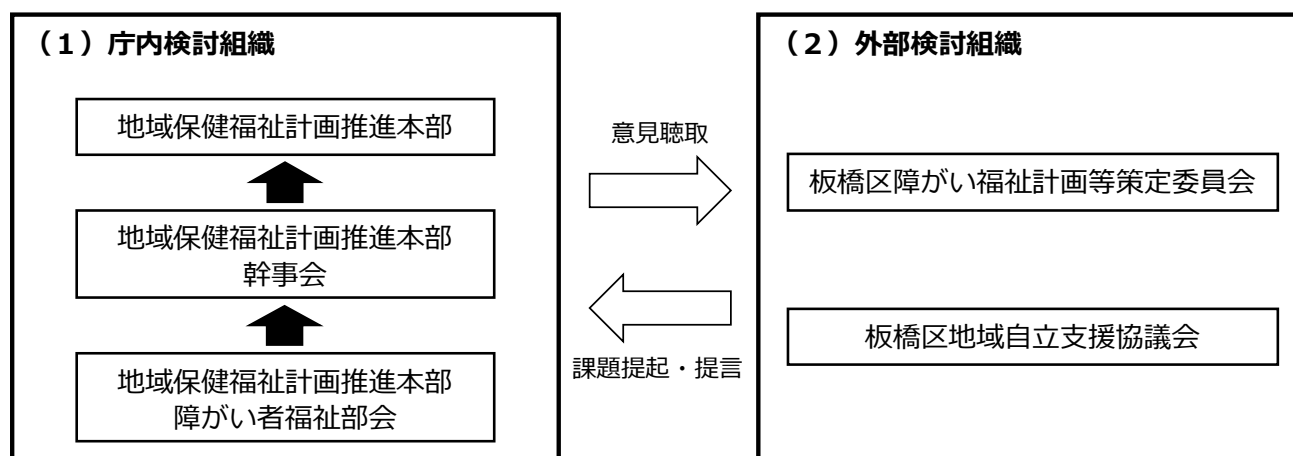 （１）庁内検討組織
地域保健福祉計画推進本部
地域保健福祉計画推進本部
幹事会
地域保健福祉計画推進本部
障がい者福祉部会
意見聴取
課題提起・提言
（２）外部検討組織
板橋区障がい福祉計画等策定委員会
板橋区地域自立支援協議会